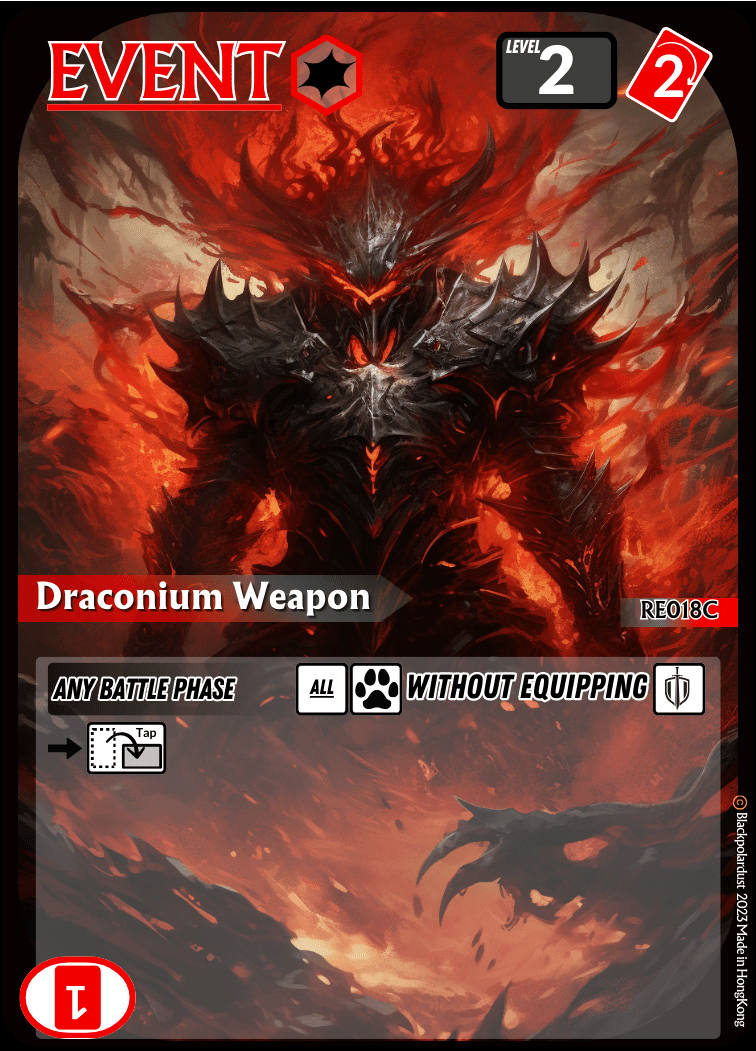 EVENT
LEVEL 2
2
Draconium Weapon
RE018C
ANY BATTLE PHASE
ALL
WITHOUT EQUIPPING
Tap
1
© Blackpolardust 2023 Made in HongKong